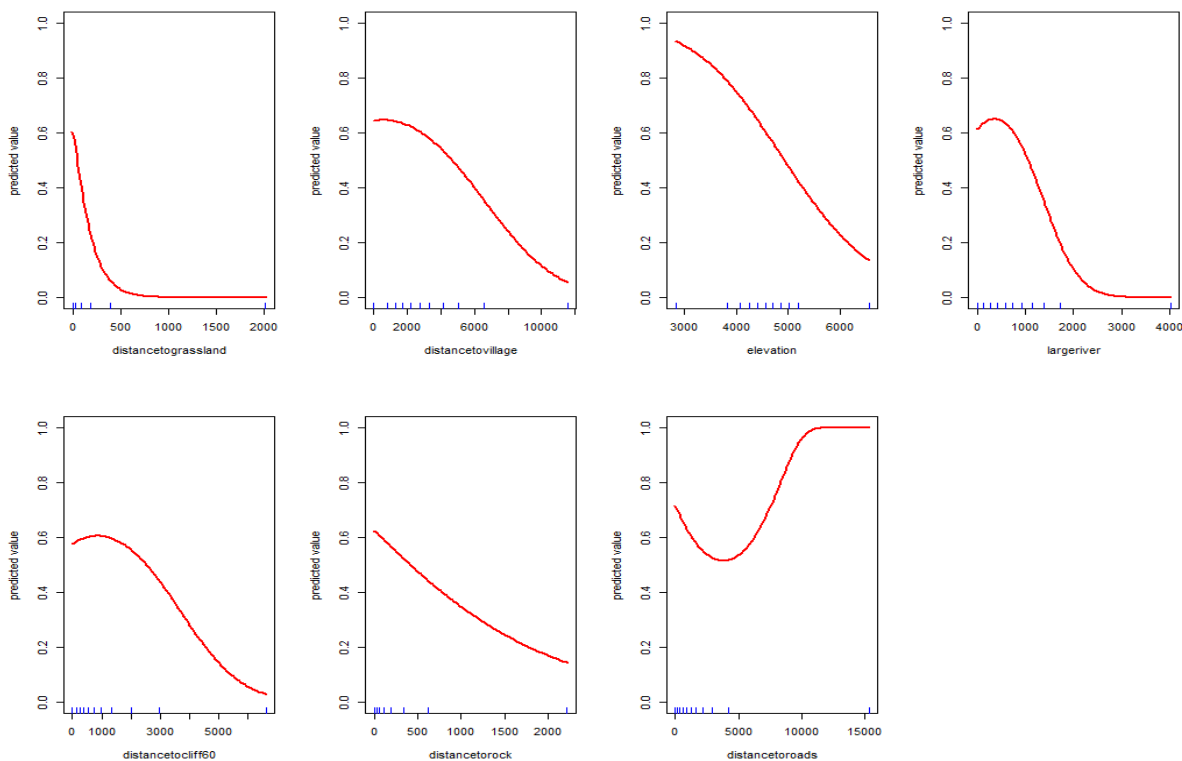 predicted value
0.0 0.2 0.4 0.6 0.8 1.0
0 500 1000 1500 2000
distancetograssland
predicted value
0.0 0.2 0.4 0.6 0.8 1.0
0 2000 6000 10000
distancetovillage
predicted value
0.0 0.2 0.4 0.6 0.8 1.0
3000 4000 5000 6000
elevation
predicted value
0.0 0.2 0.4 0.6 0.8 1.0
0 1000 2000 3000 4000
largeriver
predicted value
0.0 0.2 0.4 0.6 0.8 1.0
0 1000 3000 5000
distancetocliff60
predicted value
0.0 0.2 0.4 0.6 0.8 1.0
0 500 1000 2000
distancetorock
predicted value
0.0 0.2 0.4 0.6 0.8 1.0
0 5000 10000 15000
distancetoroads